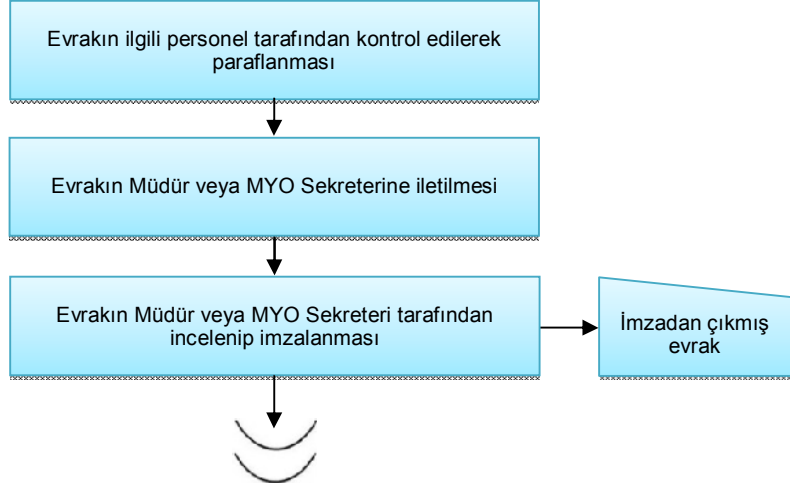 Evrakın ilgili personel tarafından kontrol edilerek
paraflanması
Evrakın Müdür veya MYO Sekreterine iletilmesi
Evrakın Müdür veya MYO Sekreteri tarafından
incelenip imzalanması
İmzadan çıkmış
evrak